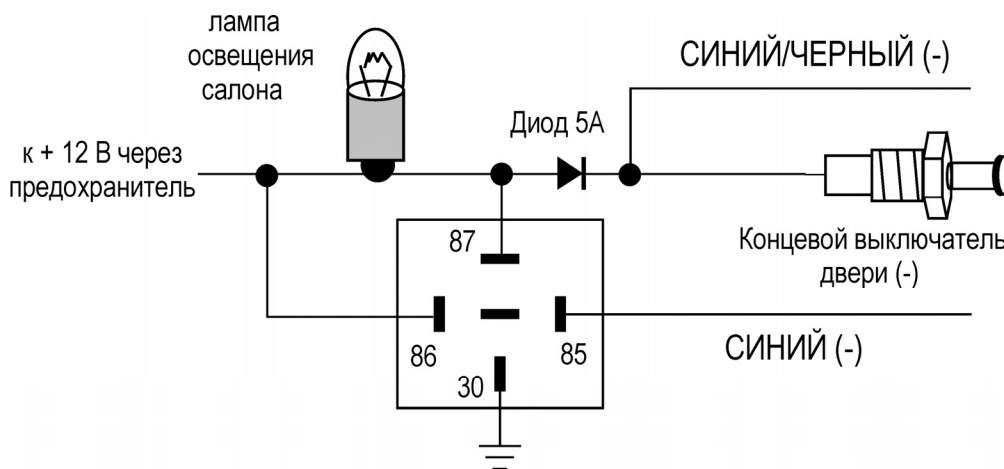 лампа
освещения
салона
СИНИЙ/ЧЕРНЫЙ (-)
Диод 5А
к + 12 В через
предохранитель
87
Концевой выключатель
двери (-)
86
85
30
СИНИЙ (-)